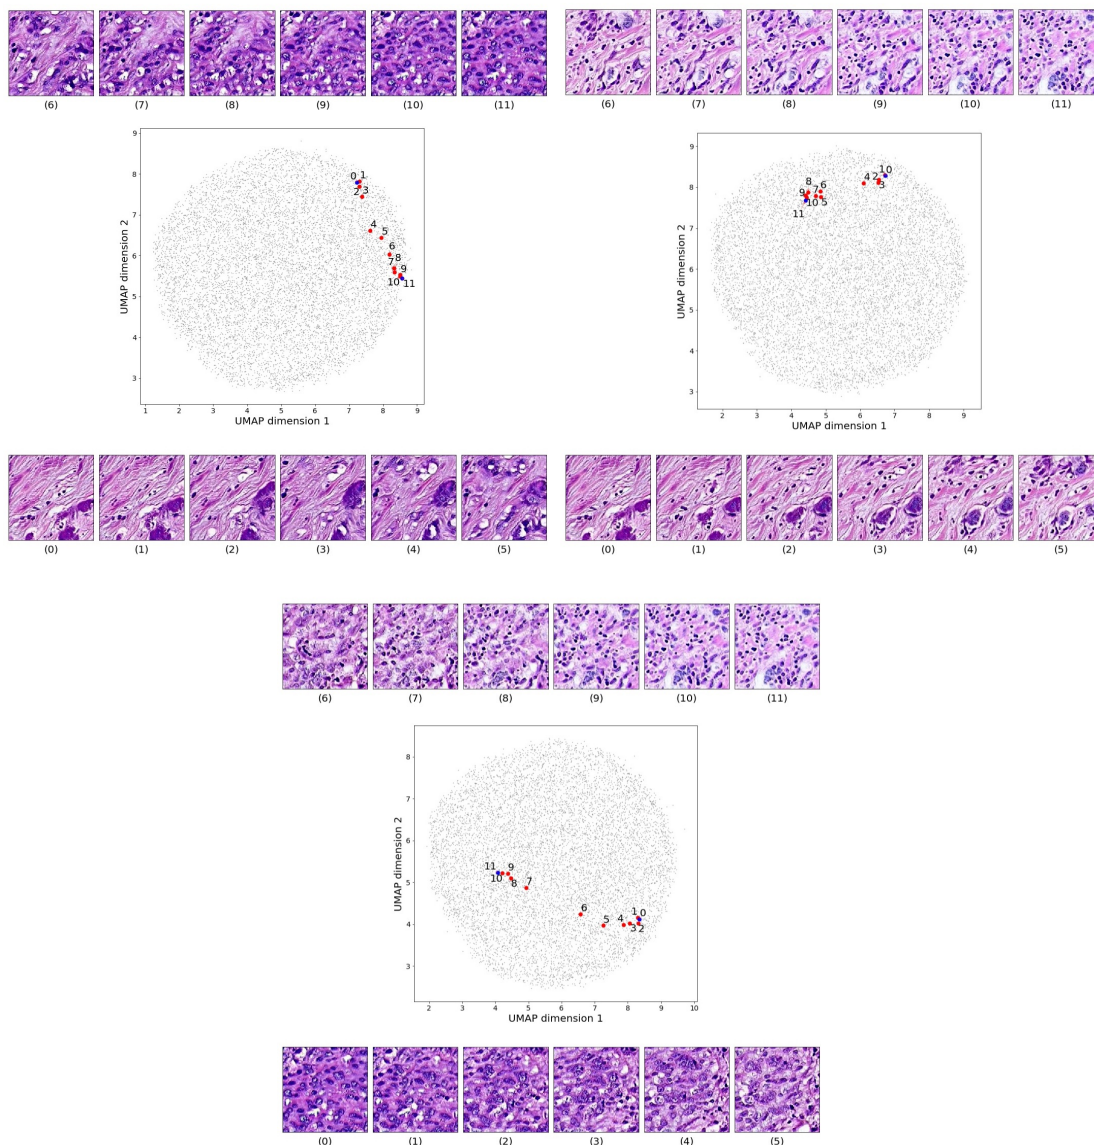 (6) (7) (8) (9) (10) (11)
(6) (7) (8) (9) (10) (11)
9
8
7
6
5
4
3
UMAP dimension 2
0 1
2 3
4
5
6
7 8
9
10 11
1 2 3 4 5 6 7 8 9
UMAP dimension 1
9
8
7
6
5
4
3
UMAP dimension 2
1 0
4 2
3
8
7 6
9
10 5
11
2 3 4 5 6 7 8 9
UMAP dimension 1
(0) (1) (2) (3) (4) (5)
(0) (1) (2) (3) (4) (5)
(6) (7) (8) (9) (10) (11)
8
7
6
5
4
3
UMAP dimension 2
11 9
10 8 7
6
5 4 1 0
3 2
2 3 4 5 6 7 8 9 10
UMAP dimension 1
(0) (1) (2) (3) (4) (5)